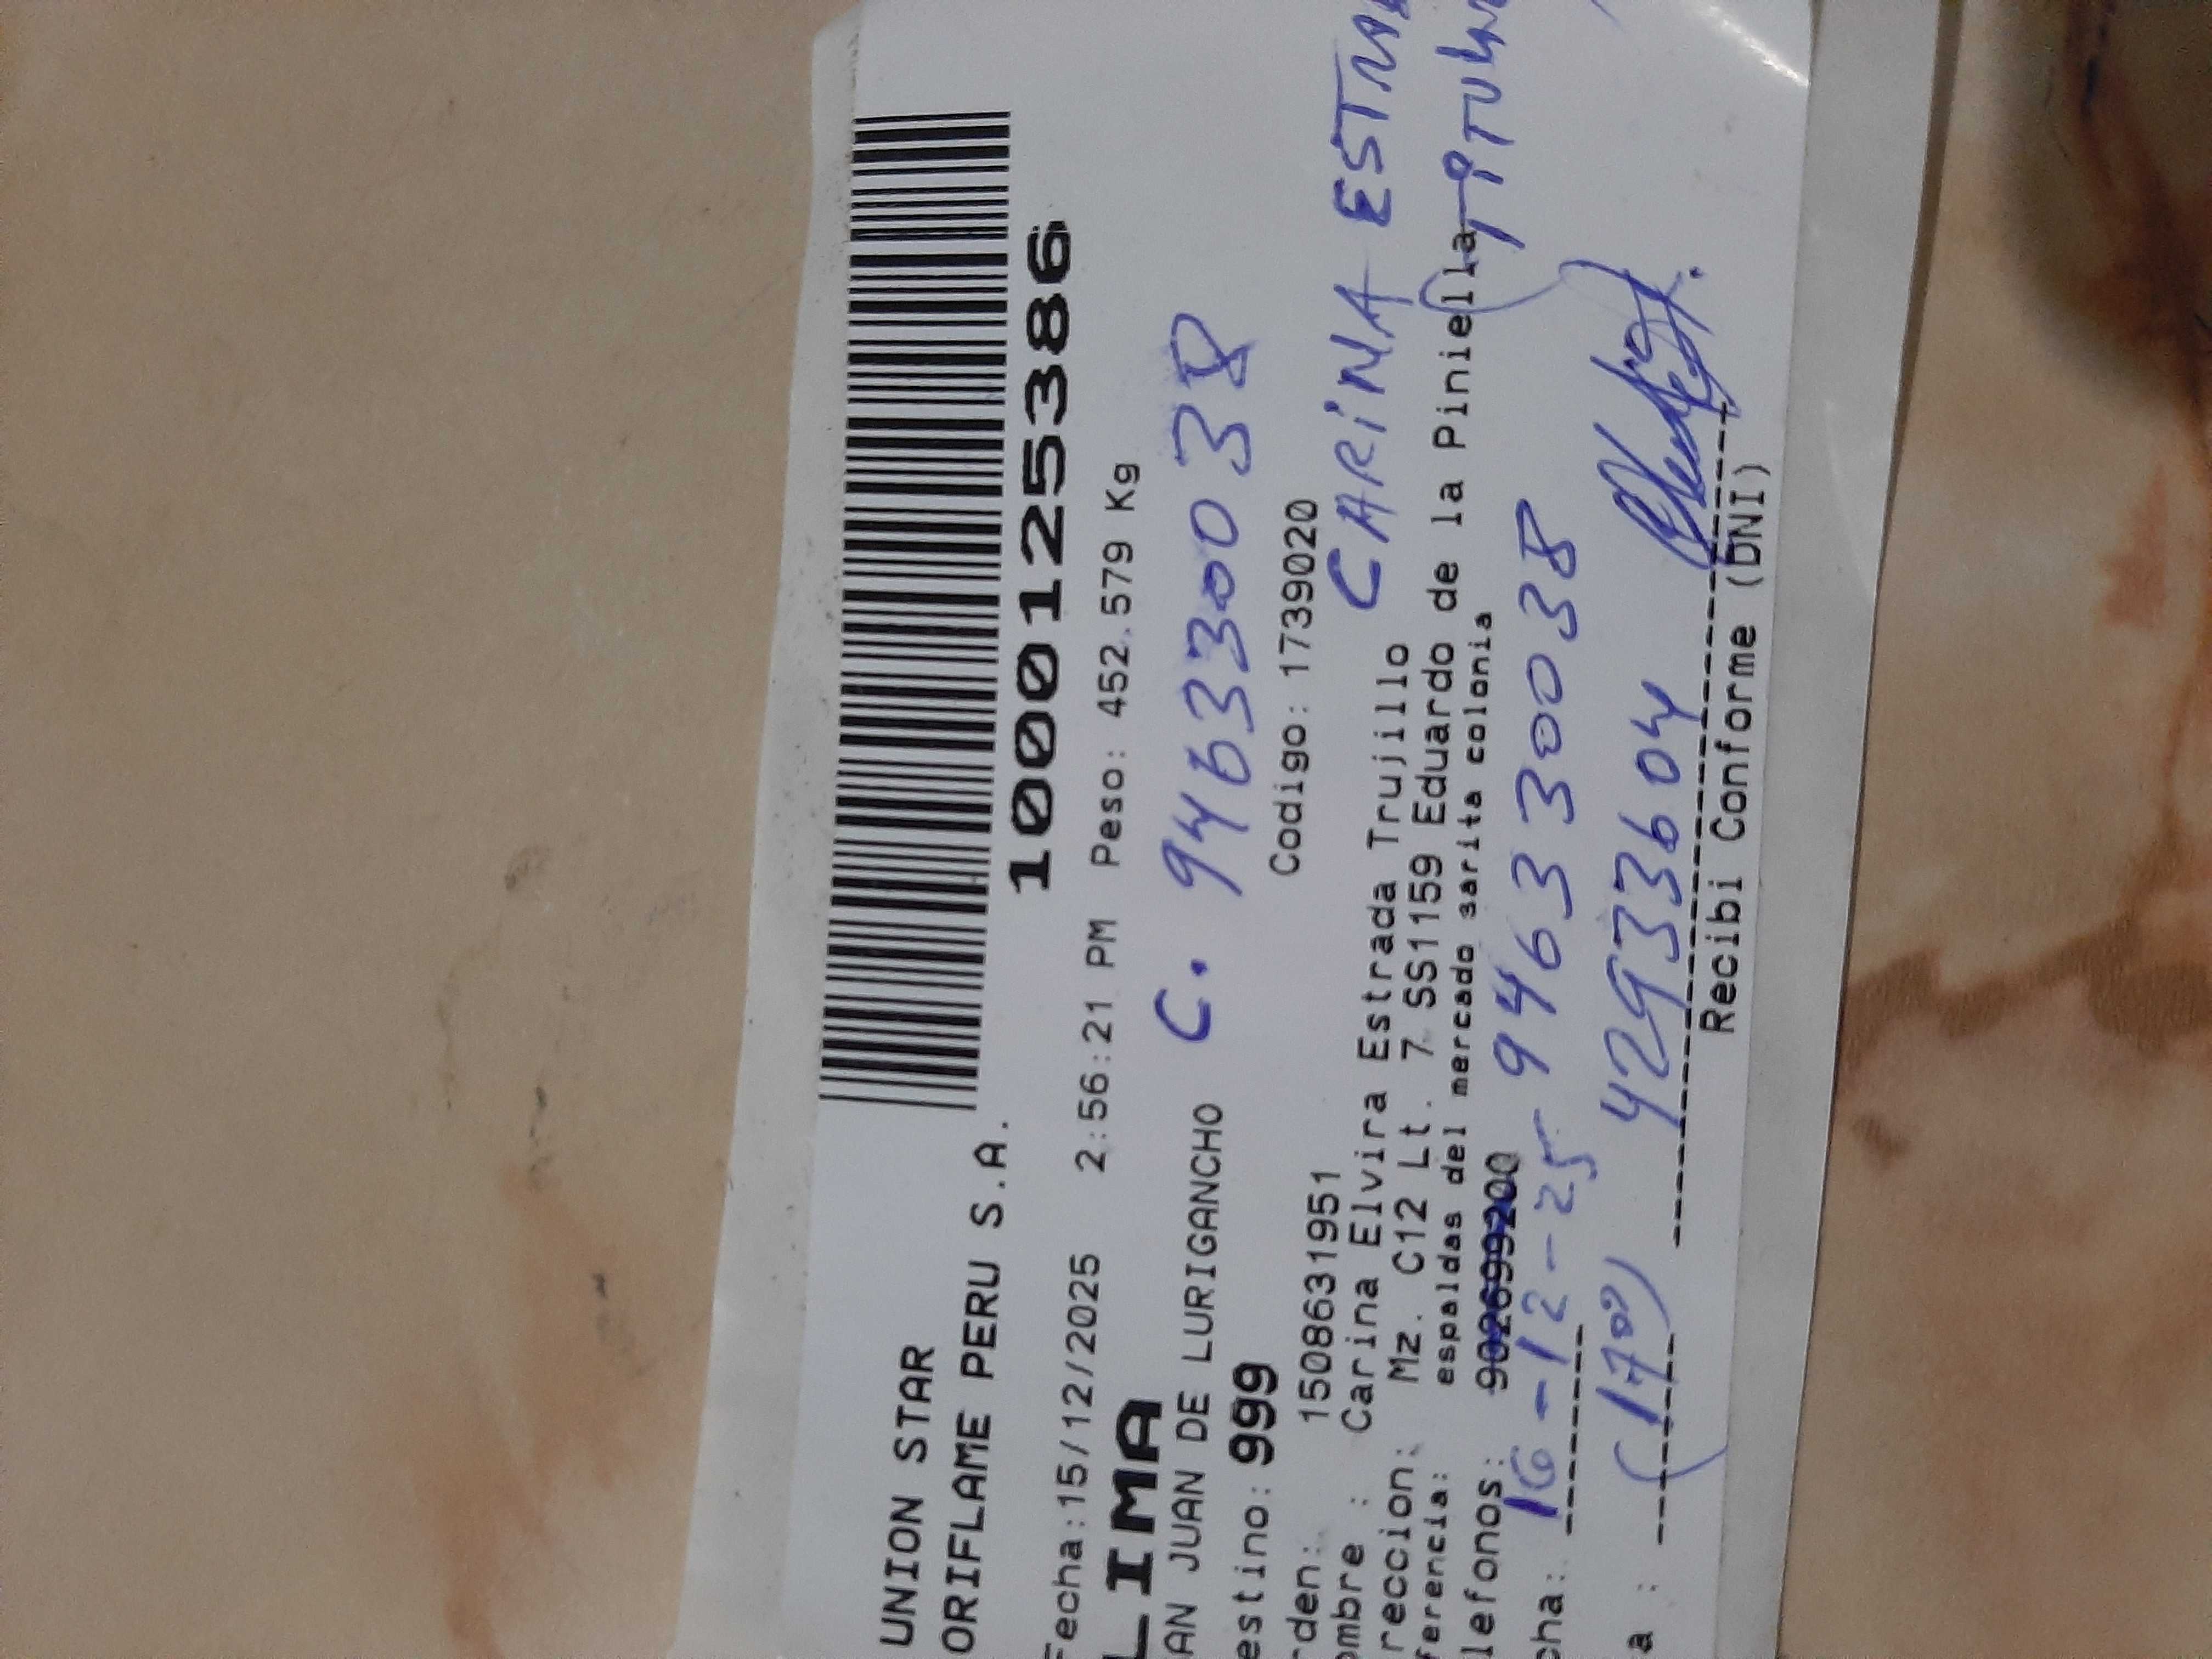 UNION STAR
ORIFLAME PERU S.A.
1000125386
Fecha:15/12/2025 2:56:21 PM Peso: 452.579 Kg
LIMA
AN JUAN DE LURIGANCHO C. 946330038
estino: 999
Codigo: 1739020
rden: 1508631951
ombre : Carina Elvira Estrada Trujillo
CARiNA
reccion: Mz. C12 Lt. 7 SS1159 Eduardo de la Piniella
ferencia: espaldas del mercado sarita colonia
lefonos: 902699200
946330038
cha: 16-12-25
a :
42933604
Recibi Conforme (DNI)